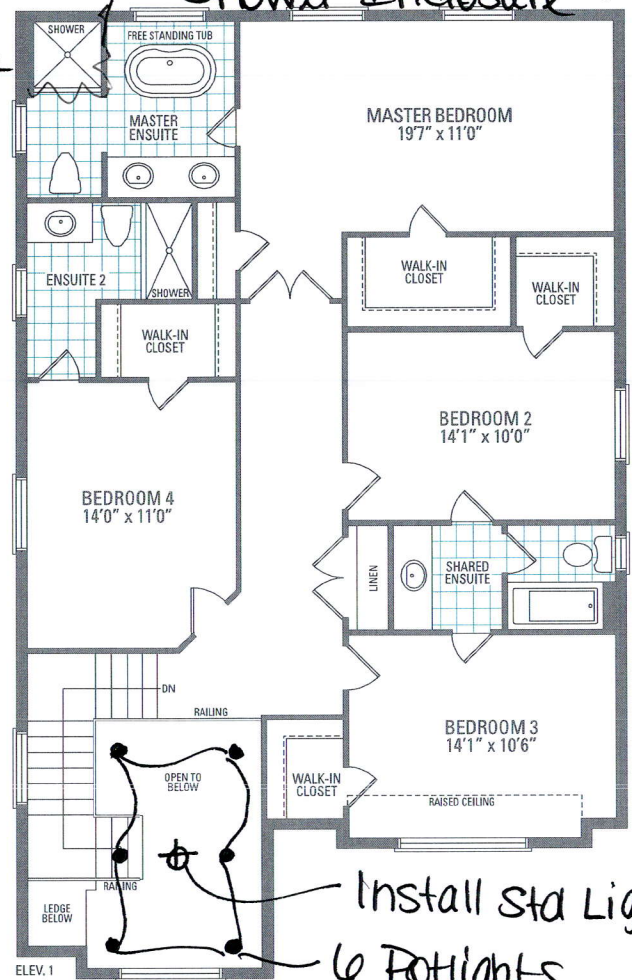 Shower Enclosure
SHOWER
FREE STANDING TUB
MASTER
ENSUITE
MASTER BEDROOM
19'7" x 11'0"
ENSUITE 2
SHOWER
WALK-IN
CLOSET
WALK-IN
CLOSET
WALK-IN
CLOSET
BEDROOM 2
14'1" x 10'0"
BEDROOM 4
14'0" x 11'0"
LINEN
SHARED
ENSUITE
DN
RAILING
OPEN TO
BELOW
BEDROOM 3
14'1" x 10'6"
WALK-IN
CLOSET
RAISED CEILING
RAILING
LEDGE
BELOW
Install Std Lig
6 Potlights
ELEV. 1